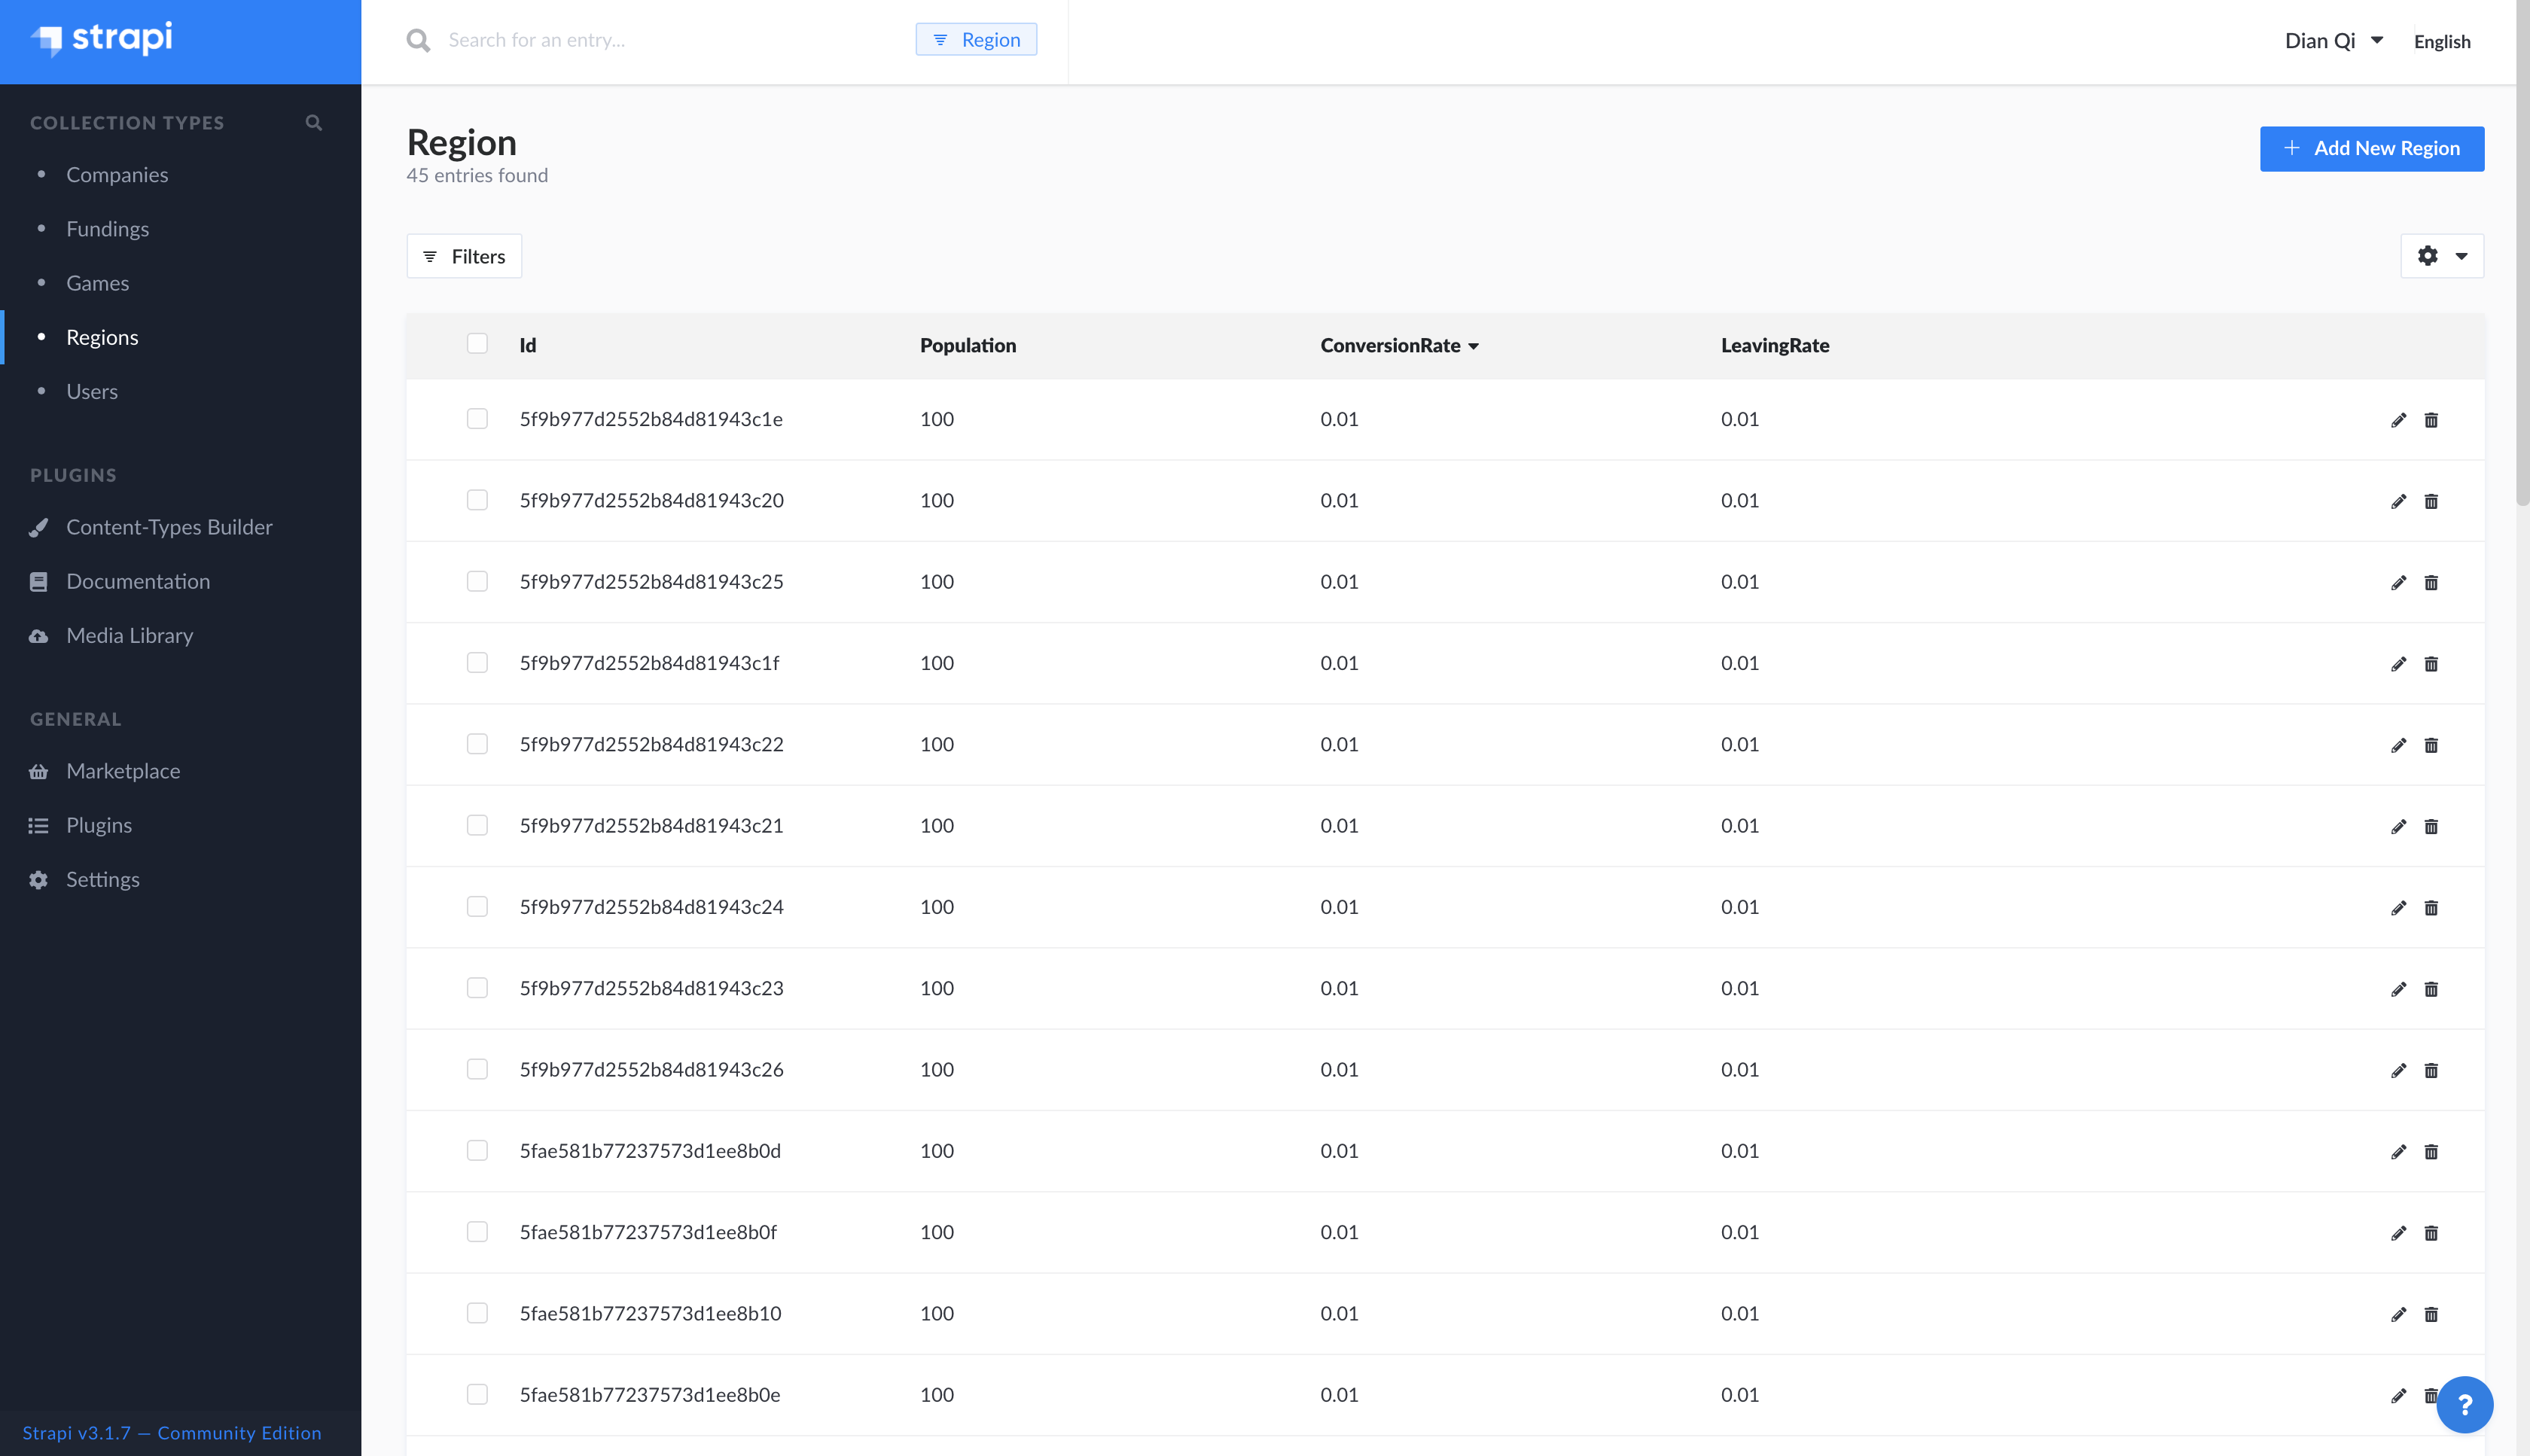 strapi
Search for an entry...
Region
Dian Qi
English
COLLECTION TYPES
Companies
Fundings
Games
Regions
Users
PLUGINS
Content-Types Builder
Documentation
Media Library
GENERAL
Marketplace
Plugins
Settings
Strapi v3.1.7 — Community Edition
Region
45 entries found
Add New Region
Filters
Id Population ConversionRate LeavingRate
5f9b977d2552b84d81943c1e 100 0.01 0.01
5f9b977d2552b84d81943c20 100 0.01 0.01
5f9b977d2552b84d81943c25 100 0.01 0.01
5f9b977d2552b84d81943c1f 100 0.01 0.01
5f9b977d2552b84d81943c22 100 0.01 0.01
5f9b977d2552b84d81943c21 100 0.01 0.01
5f9b977d2552b84d81943c24 100 0.01 0.01
5f9b977d2552b84d81943c23 100 0.01 0.01
5f9b977d2552b84d81943c26 100 0.01 0.01
5fae581b77237573d1ee8b0d 100 0.01 0.01
5fae581b77237573d1ee8b0f 100 0.01 0.01
5fae581b77237573d1ee8b10 100 0.01 0.01
5fae581b77237573d1ee8b0e 100 0.01 0.01
?